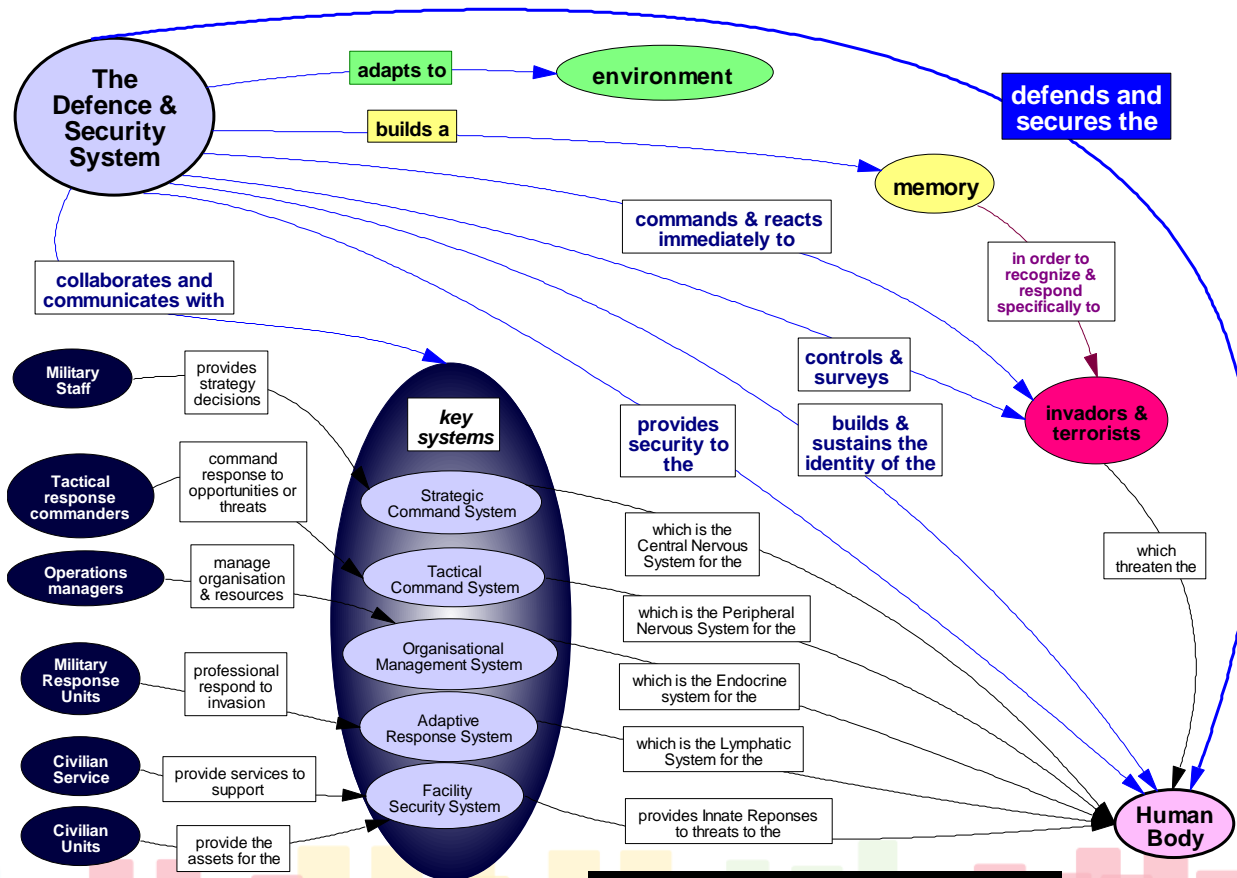 The
Defence &
Security
System
adapts to
environment
defends and
secures the
builds a
memory
commands & reacts
immediately to
in order to
recognize &
respond
specifically to
collaborates and
communicates with
controls &
surveys
invadors &
terrorists
provides
security to
the
builds &
sustains the
identity of the
key
systems
Military
Staff
provides
strategy
decisions
Tactical
response
commanders
command
response to
opportunities or
threats
Strategic
Command System
which is the
Central Nervous
System for the
which
threaten the
Operations
managers
manage
organisation
& resources
Tactical
Command System
which is the Peripheral
Nervous System for the
Military
Response
Units
professional
respond to
invasion
Organisational
Management System
which is the Endocrine
system for the
Adaptive
Response System
which is the Lymphatic
System for the
Civilian
Service
provide services to
support
Facility
Security System
provides Innate Reponses
to threats to the
Human
Body
Civilian
Units
provide the
assets for the